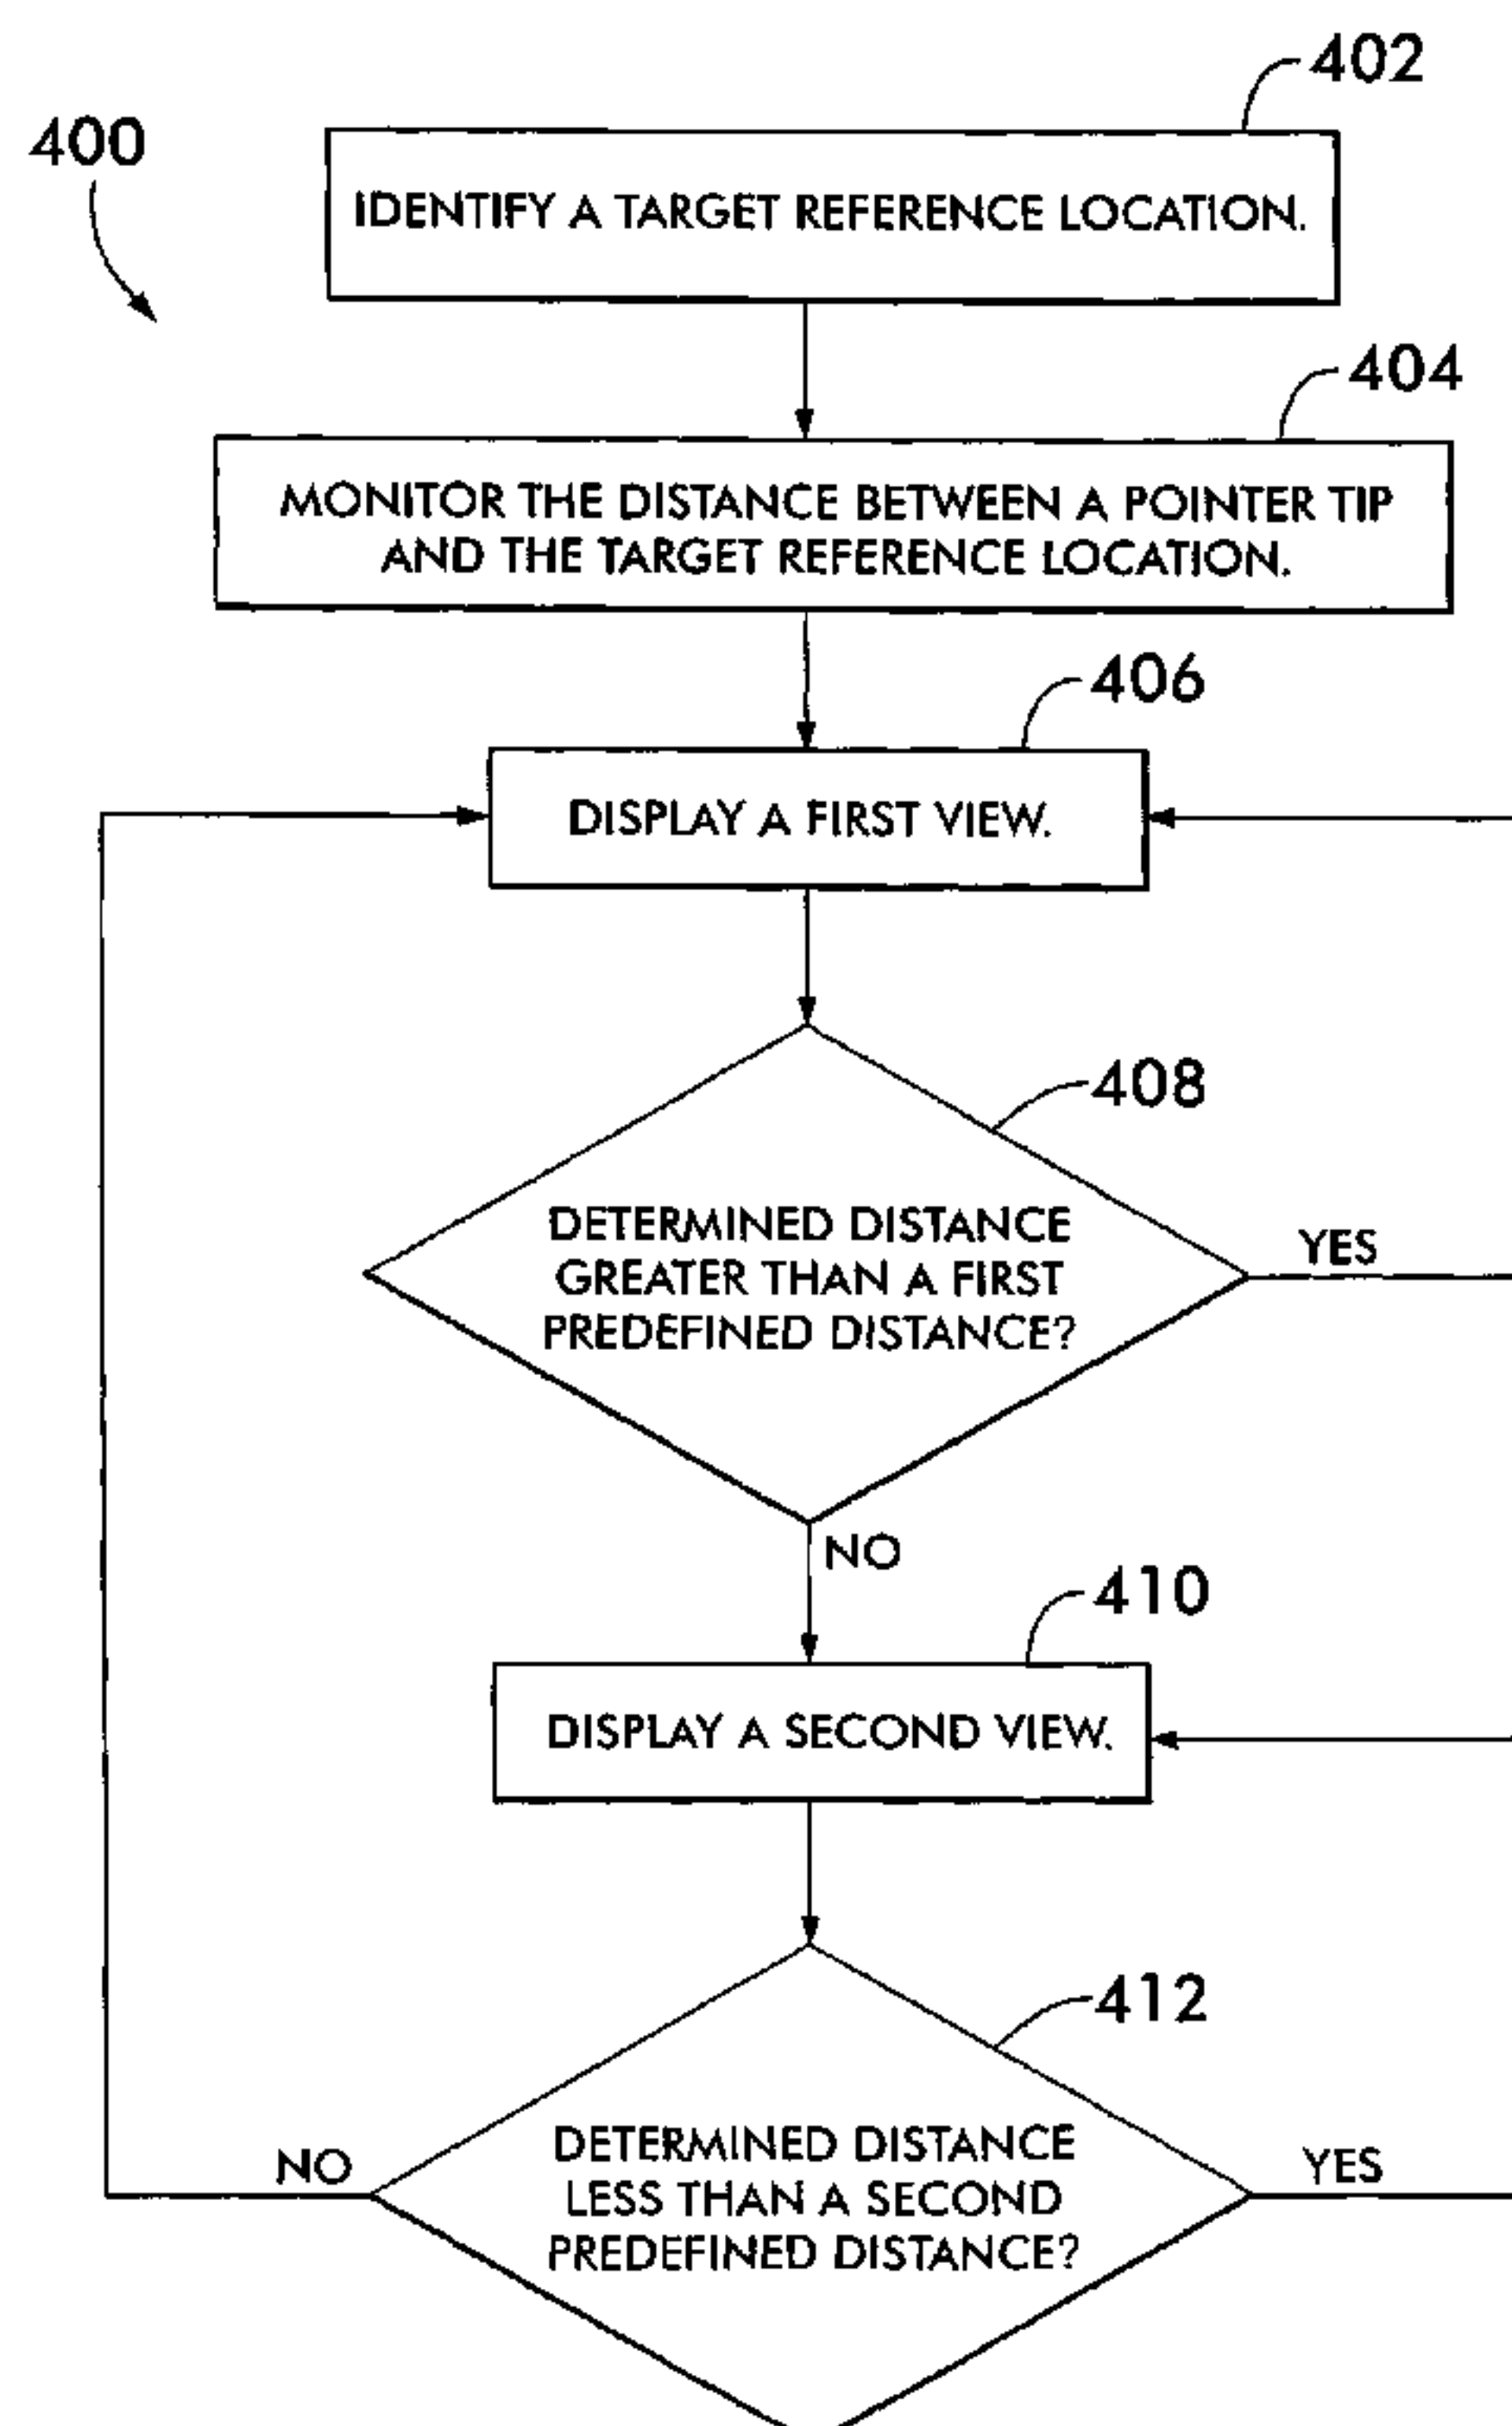 402
400
IDENTIFY A TARGET REFERENCE LOCATION.
404
MONITOR THE DISTANCE BETWEEN A POINTER TIP
AND THE TARGET REFERENCE LOCATION.
406
DISPLAY A FIRST VIEW.
408
DETERMINED DISTANCE
GREATER THAN A FIRST
PREDEFINED DISTANCE?
YES
NO
410
DISPLAY A SECOND VIEW.
412
DETERMINED DISTANCE
LESS THAN A SECOND
PREDEFINED DISTANCE?
NO
YES